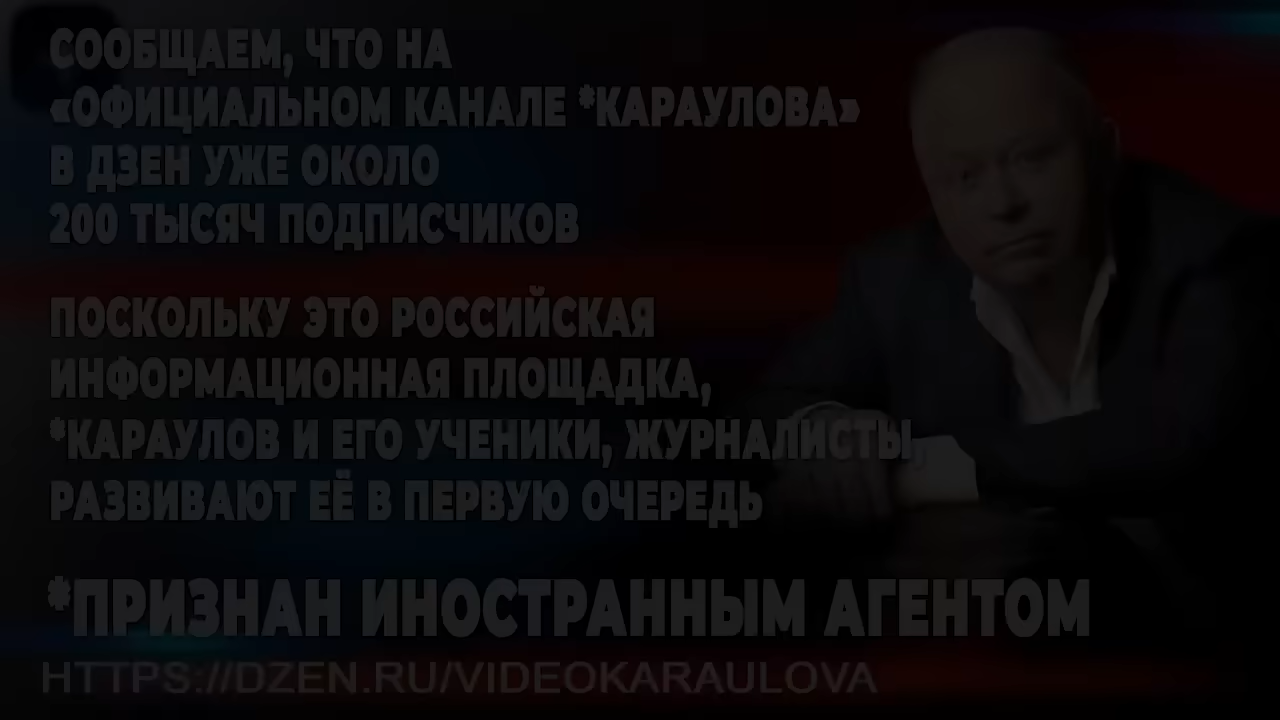 СООБЩАЕМ, ЧТО НА
«ОФИЦИАЛЬНОМ КАНАЛЕ *КАРАУЛОВА»
В ДЗЕН УЖЕ ОКОЛО
200 ТЫСЯЧ ПОДПИСЧИКОВ
ПОСКОЛЬКУ ЭТО РОССИЙСКАЯ
ИНФОРМАЦИОННАЯ ПЛОЩАДКА,
*КАРАУЛОВ И ЕГО УЧЕНИКИ, ЖУРНАЛИСТЫ,
РАЗВИВАЮТ ЕЁ В ПЕРВУЮ ОЧЕРЕДЬ
*ПРИЗНАН ИНОСТРАННЫМ АГЕНТОМ
HTTPS://DZEN.RU/VIDEOKARAULOVA